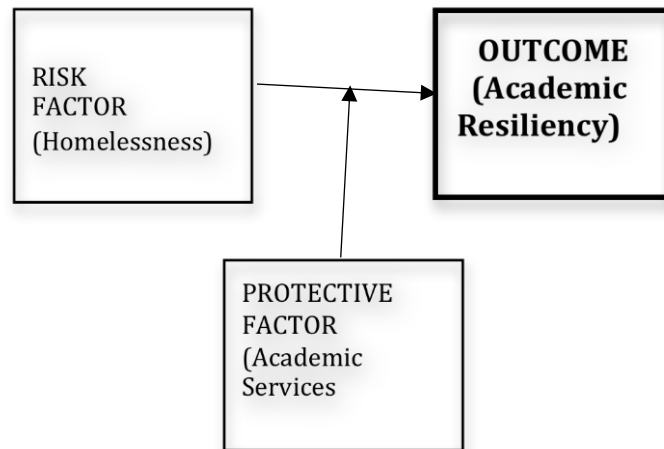 RISK
FACTOR
(Homelessness)
OUTCOME
(Academic
Resiliency)
PROTECTIVE
FACTOR
(Academic
Services